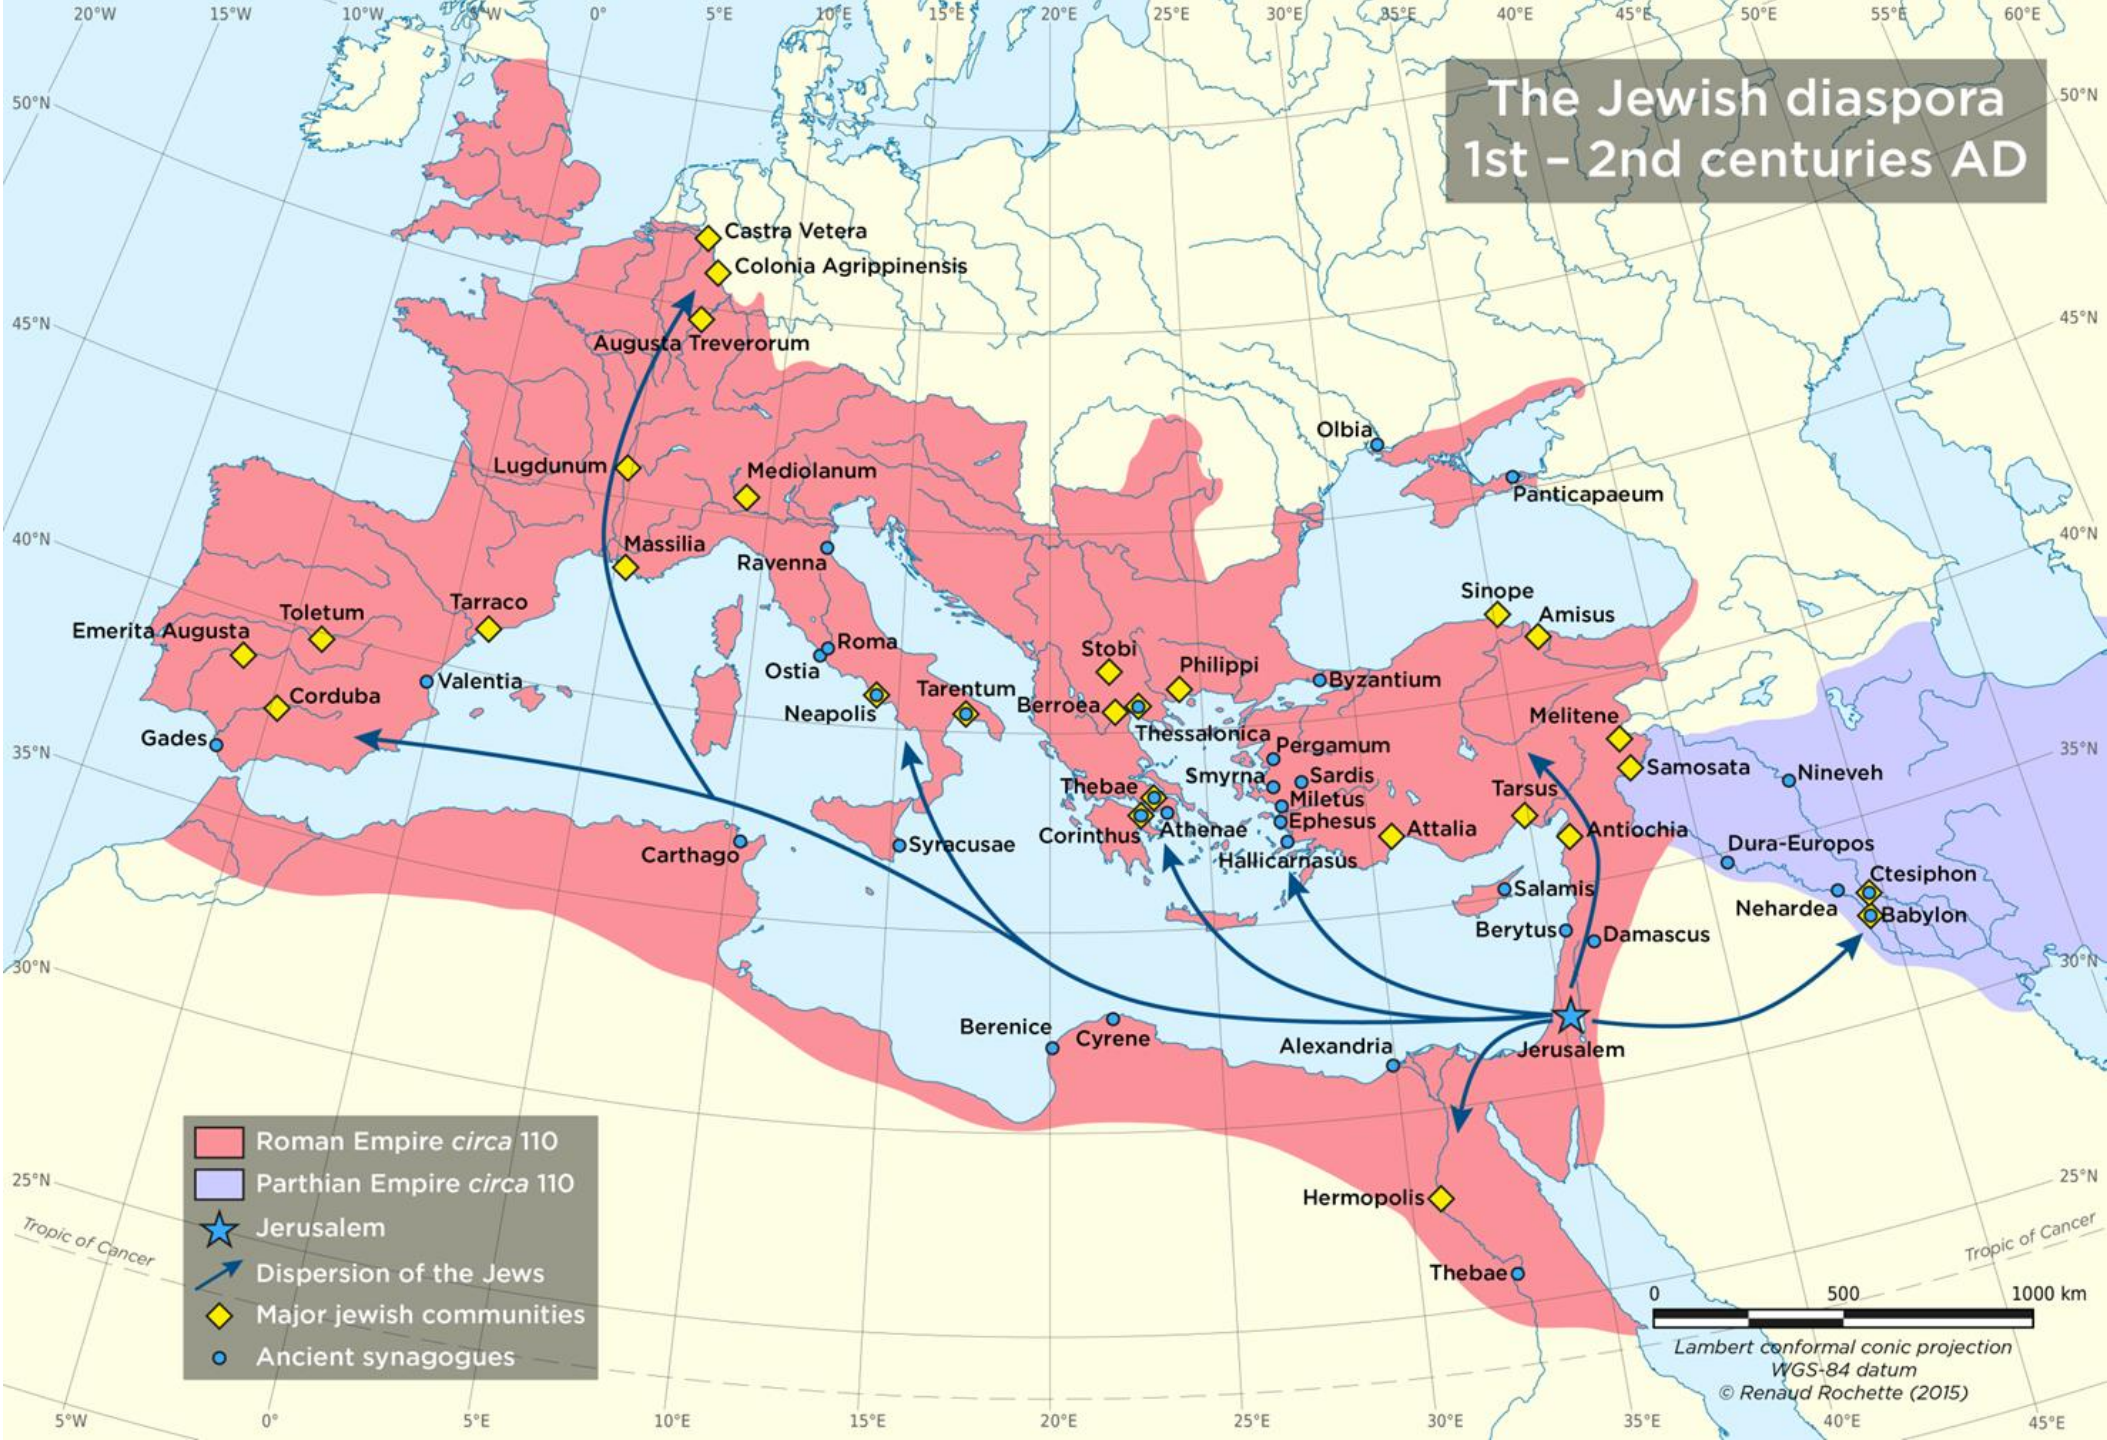 20°W
15°W
10°W
5°W
0°
5°E
10°E
15°E
20°E
25°E
30°E
35°E
40°E
45°E
50°E
55°E
60°E
The Jewish diaspora
1st – 2nd centuries AD
50°N
50°N
45°N
45°N
40°N
40°N
35°N
35°N
30°N
30°N
25°N
25°N
Castra Vetera
Colonia Agrippinensis
Augusta Treverorum
Lugdunum
Mediolanum
Massilia
Ravenna
Olbia
Panticapaeum
Toletum
Tarraco
Emerita Augusta
Corduba
Valentia
Gades
Roma
Ostia
Neapolis
Tarentum
Stobi
Philippi
Berroea
Thessalonica
Byzantium
Sinope
Amisus
Melitene
Samosata
Nineveh
Pergamum
Smyrna
Sardis
Thebae
Miletus
Ephesus
Corinthus
Athenae
Hallicarnasus
Attalia
Tarsus
Antiochia
Dura-Europos
Ctesiphon
Nehardea
Babylon
Carthago
Syracusae
Salamis
Berytus
Damascus
Berenice
Cyrene
Alexandria
Jerusalem
Hermopolis
Thebae
Roman Empire circa 110
Parthian Empire circa 110
Jerusalem
Dispersion of the Jews
Major jewish communities
Ancient synagogues
Tropic of Cancer
Tropic of Cancer
0 500 1000 km
Lambert conformal conic projection
WGS-84 datum
© Renaud Rochette (2015)
5°W
0°
5°E
10°E
15°E
20°E
25°E
30°E
35°E
40°E
45°E